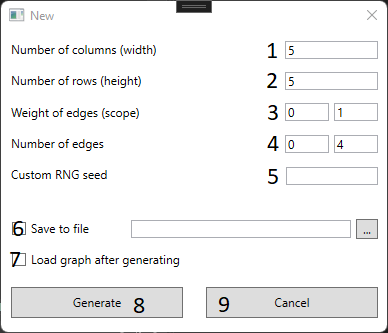 New
Number of columns (width) 1 5
Number of rows (height) 2 5
Weight of edges (scope) 3 0 1
Number of edges 4 0 4
Custom RNG seed 5
6 Save to file ...
7 Load graph after generating
Generate 8 9 Cancel